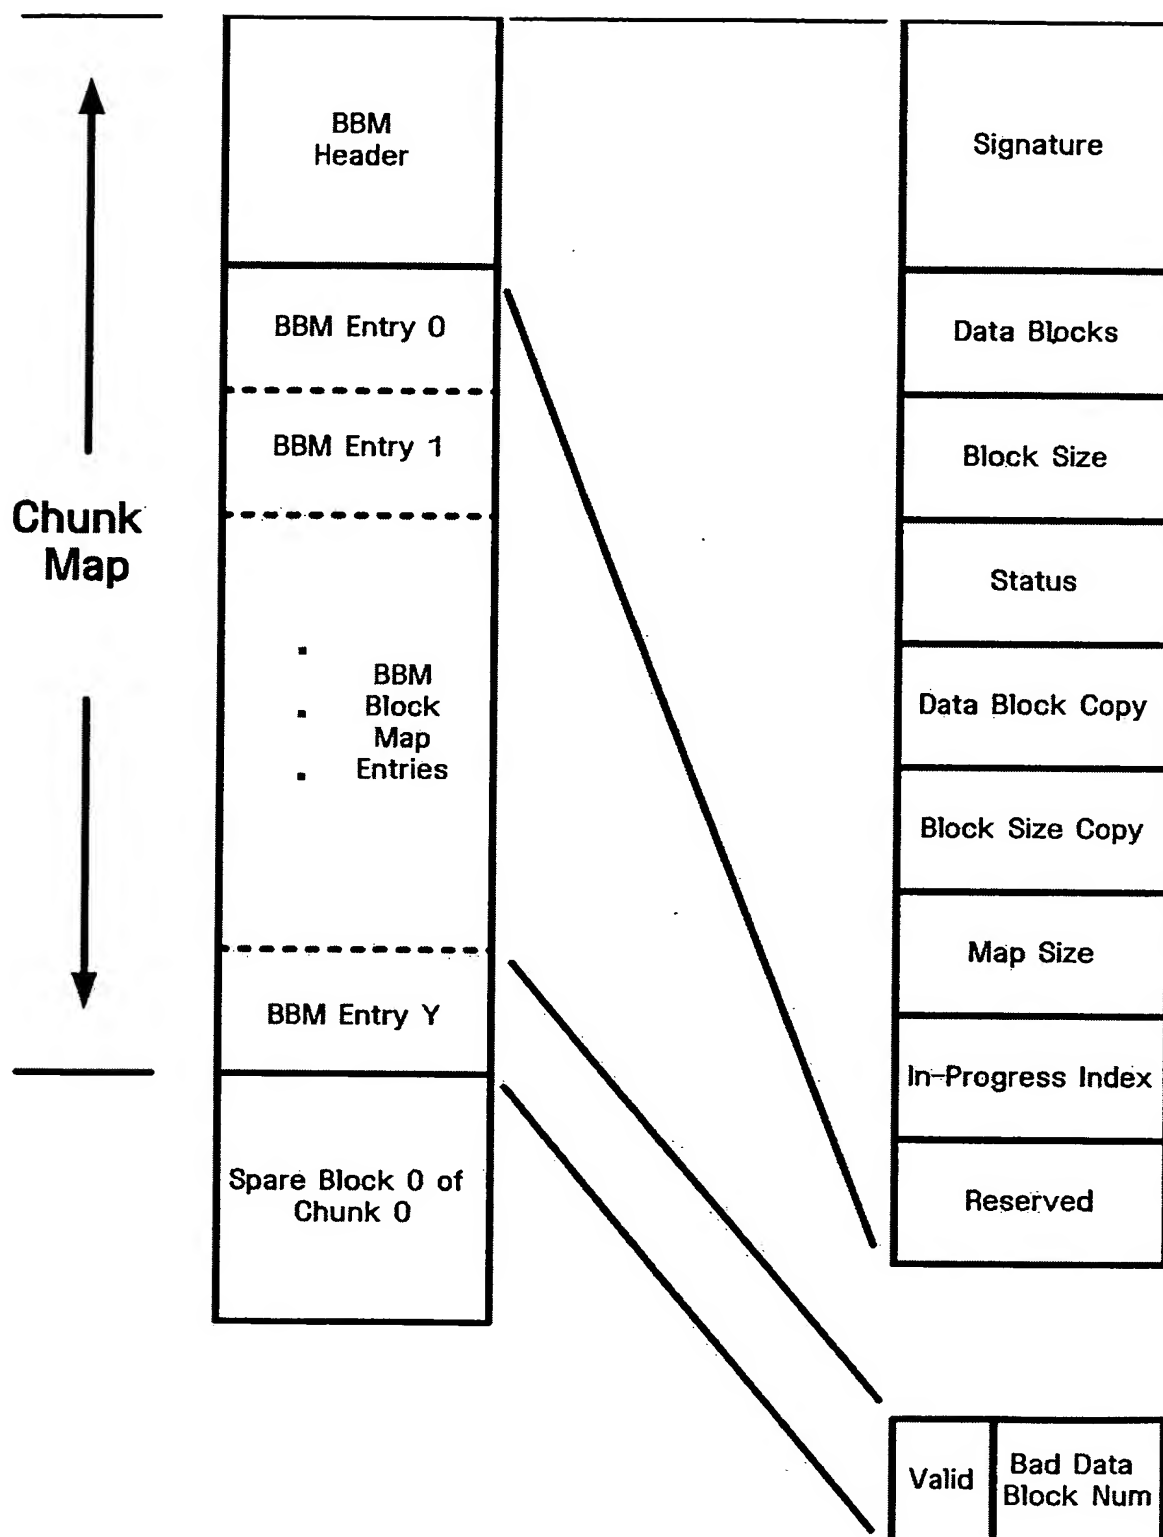 Chunk
Map
BBM
Header
BBM Entry 0
BBM Entry 1
BBM
Block
Map
Entries
BBM Entry Y
Spare Block 0 of
Chunk 0
Signature
Data Blocks
Block Size
Status
Data Block Copy
Block Size Copy
Map Size
In-Progress Index
Reserved
Valid
Bad Data
Block Num